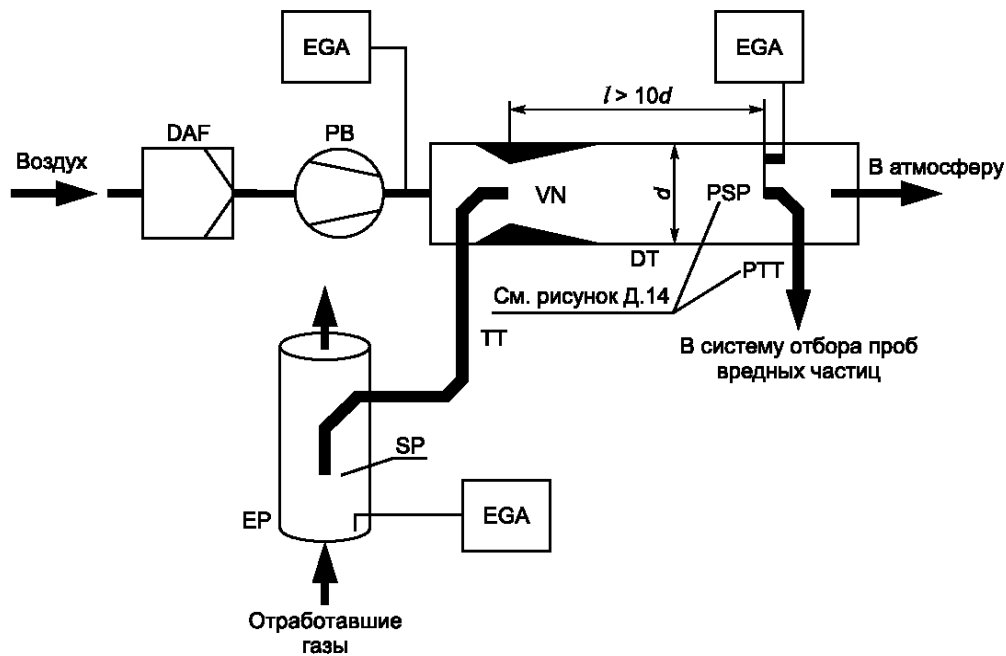 EGA
EGA
l > 10d
DAF
PB
Воздух
В атмосферу
VN
d
PSP
DT
PTT
См. рисунок Д.14
TT
В систему отбора проб
вредных частиц
SP
EP
EGA
Отработавшие
газы